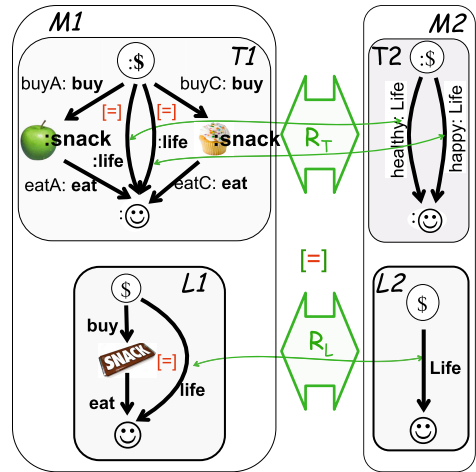 M1
M2
T1
T2
:$
:$
buyA: buy
buyC: buy
[=]
[=]
:snack
:snack
:life
:life
eatA: eat
eatC: eat
:
R_T
healthy: Life
happy: Life
:
[=]
L1
L2
$
$
buy
SNACK
[=]
life
eat
R_L
Life